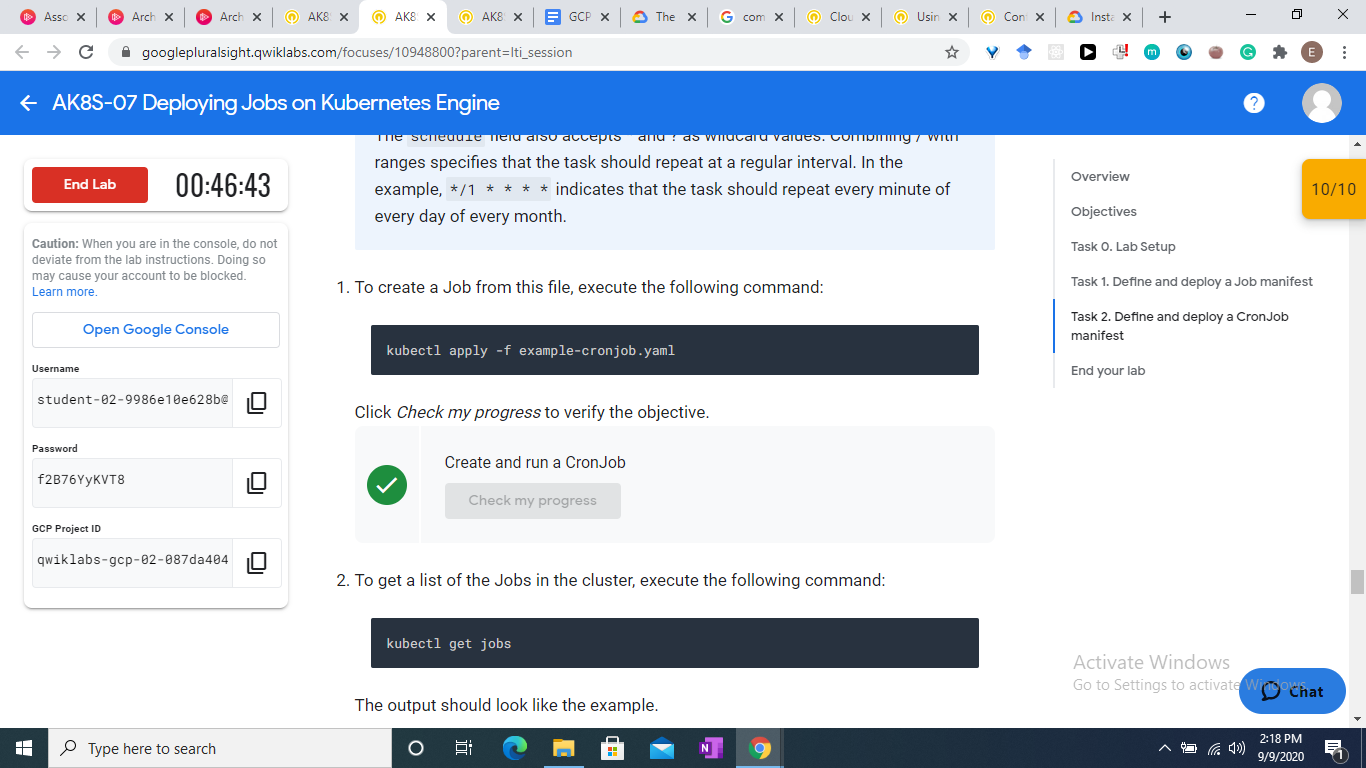 Asso
Arch
Arch
AK8
AK8
AK8
GCP
The
com
Clou
Usin
Con
Insta
googlepluralsight.qwiklabs.com/focuses/10948800?parent=lti_session
E
AK8S-07 Deploying Jobs on Kubernetes Engine
End Lab
00:46:43
Caution: When you are in the console, do not
deviate from the lab instructions. Doing so
may cause your account to be blocked.
Learn more.
Open Google Console
Username
student-02-9986e10e628b@
Password
f2B76YyKVT8
GCP Project ID
qwiklabs-gcp-02-087da404
The schedule field also accepts * and ? as wildcard values. Combining / with
ranges specifies that the task should repeat at a regular interval. In the
example, */1 * * * * indicates that the task should repeat every minute of
every day of every month.
1. To create a Job from this file, execute the following command:
kubectl apply -f example-cronjob.yaml
Click Check my progress to verify the objective.
Create and run a CronJob
Check my progress
2. To get a list of the Jobs in the cluster, execute the following command:
kubectl get jobs
The output should look like the example.
Overview
Objectives
Task 0. Lab Setup
Task 1. Define and deploy a Job manifest
Task 2. Define and deploy a CronJob
manifest
End your lab
10/10
Activate Windows
Go to Settings to activate Windows.
Chat
Type here to search
2:18 PM
9/9/2020
1